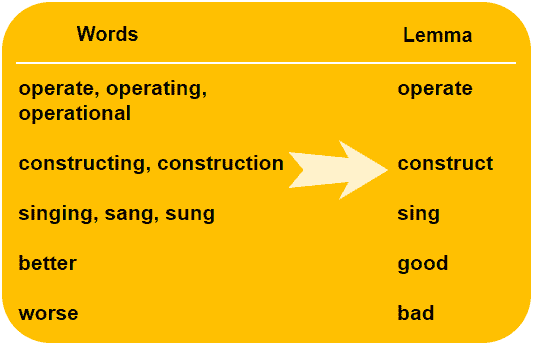 Words Lemma
operate, operating, operate
operational
constructing, construction construct
singing, sang, sung sing
better good
worse bad